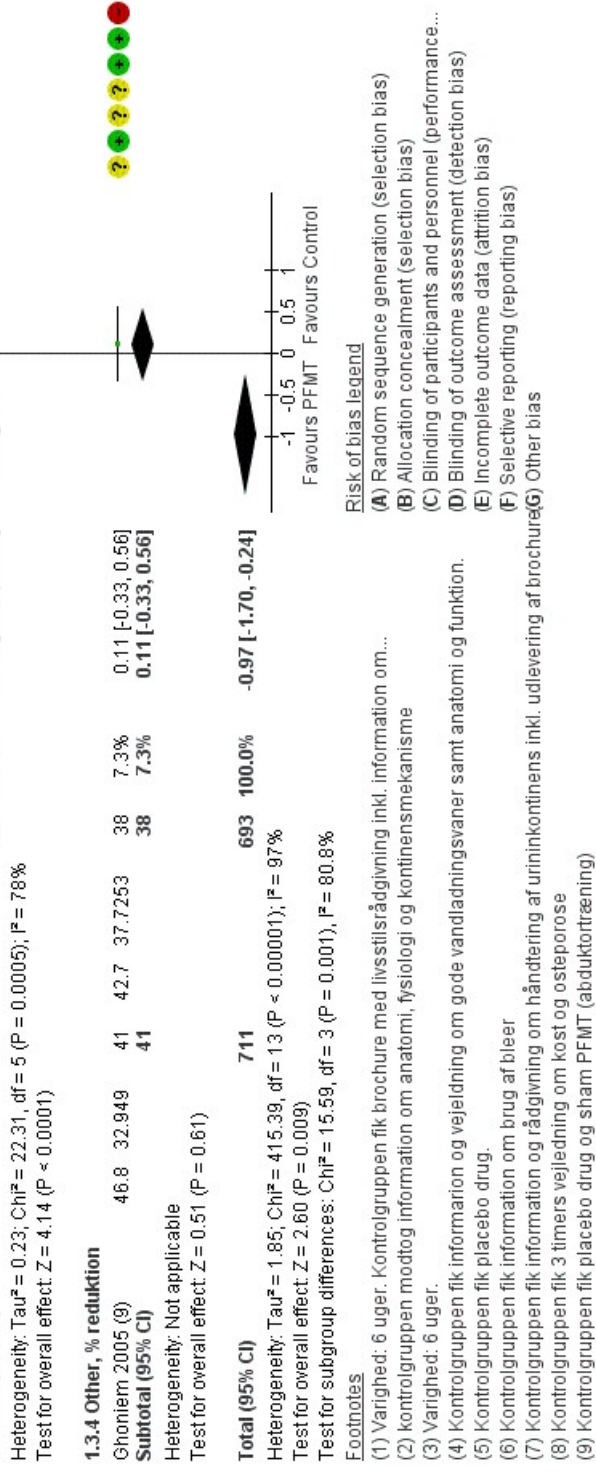 Heterogeneity: Tau² = 0.23; Chi² = 22.31, df = 5 (P = 0.0005); I² = 78%
Test for overall effect: Z = 4.14 (P < 0.0001)
1.3.4 Other, % reduktion
Ghoniem 2005 (9) 46.8 32.949 41 42.7 37.7253 38 7.3% 0.11 [-0.33, 0.56] ? + ? ? + + -
Subtotal (95% CI) 41 38 7.3% 0.11 [-0.33, 0.56]
Heterogeneity: Not applicable
Test for overall effect: Z = 0.51 (P = 0.61)
Total (95% CI) 711 693 100.0% -0.97 [-1.70, -0.24]
Heterogeneity: Tau² = 1.85; Chi² = 415.39, df = 13 (P < 0.00001); I² = 97%
Test for overall effect: Z = 2.60 (P = 0.009)
Test for subgroup differences: Chi² = 15.59, df = 3 (P = 0.001), I² = 80.8%
-1 -0.5 0 0.5 1
Favours PFMT Favours Control
Footnotes
(1) Varighed: 6 uger. Kontrolgruppen fik brochure med livsstilsrådgivning inkl. information om...
(2) kontrolgruppen modtog information om anatomi, fysiologi og kontinensmekanisme
(3) Varighed: 6 uger.
(4) Kontrolgruppen fik informarion og vejeldning om gode vandladningsvaner samt anatomi og funktion.
(5) Kontrolgruppen fik placebo drug.
(6) Kontrolgruppen fik information om brug af bleer
(7) Kontrolgruppen fik information og rådgivning om håndtering af urininkontinens inkl. udlevering af brochure
(8) Kontrolgruppen fik 3 timers vejledning om kost og osteporose
(9) Kontrolgruppen fik placebo drug og sham PFMT (abduktortræning)
Risk of bias legend
(A) Random sequence generation (selection bias)
(B) Allocation concealment (selection bias)
(C) Blinding of participants and personnel (performance...
(D) Blinding of outcome assessment (detection bias)
(E) Incomplete outcome data (attrition bias)
(F) Selective reporting (reporting bias)
(G) Other bias